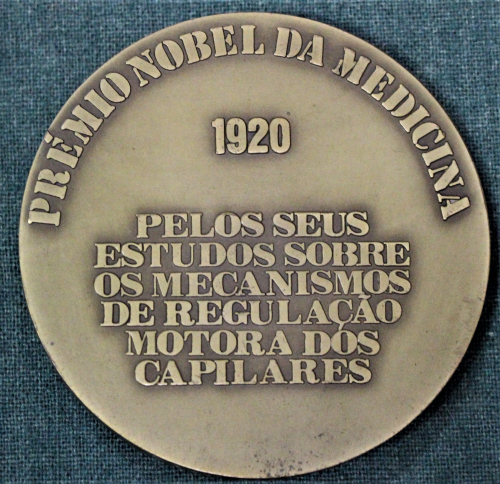 PRÉMIO NOBEL DA MEDICINA
1920
PELOS SEUS
ESTUDOS SOBRE
OS MECANISMOS
DE REGULAÇÃO
MOTORA DOS
CAPILARES